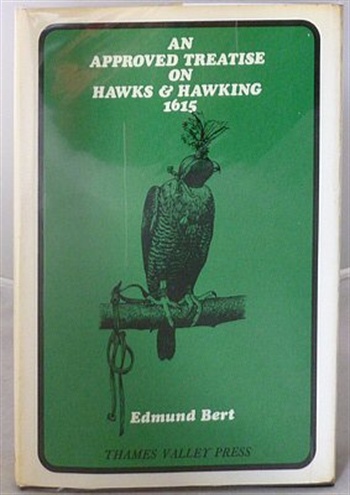 AN
APPROVED TREATISE
ON
HAWKS & HAWKING
1615
Edmund Bert
THAMES VALLEY PRESS